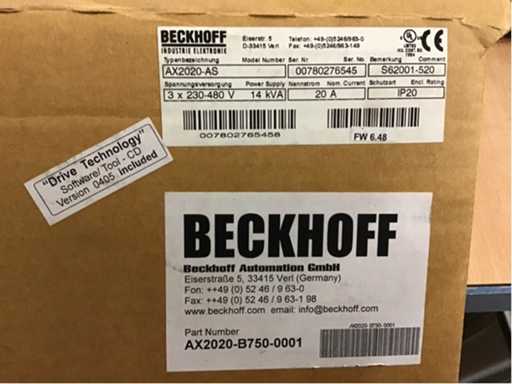 BECKHOFF
INDUSTRIE ELEKTRONIK
Eiserstr. 5 Telefon: +49-(0)5246/963-0
D-33415 Verl Fax: +49-(0)5246/963-149
Typenbezeichnung Model Number Ser. Nr Ser. No. Bemerkung Comment
AX2020-AS 00780276545 S62001-520
Spannungsversorgung Power Supply Nennstrom Nom. Current Schutzart Encl. Rating
3 x 230-480 V 14 kVA 20 A IP20
007802765458 FW 6.48
"Drive Technology"
Software/Tool - CD
Version 0405 included
BECKHOFF
Beckhoff Automation GmbH
Eiserstraße 5, 33415 Verl (Germany)
Fon: ++49 (0) 52 46 / 9 63-0
Fax: ++49 (0) 52 46 / 9 63-1 98
www.beckhoff.com email: info@beckhoff.com
Part Number
AX2020-B750-0001
AX2020-B750-0001